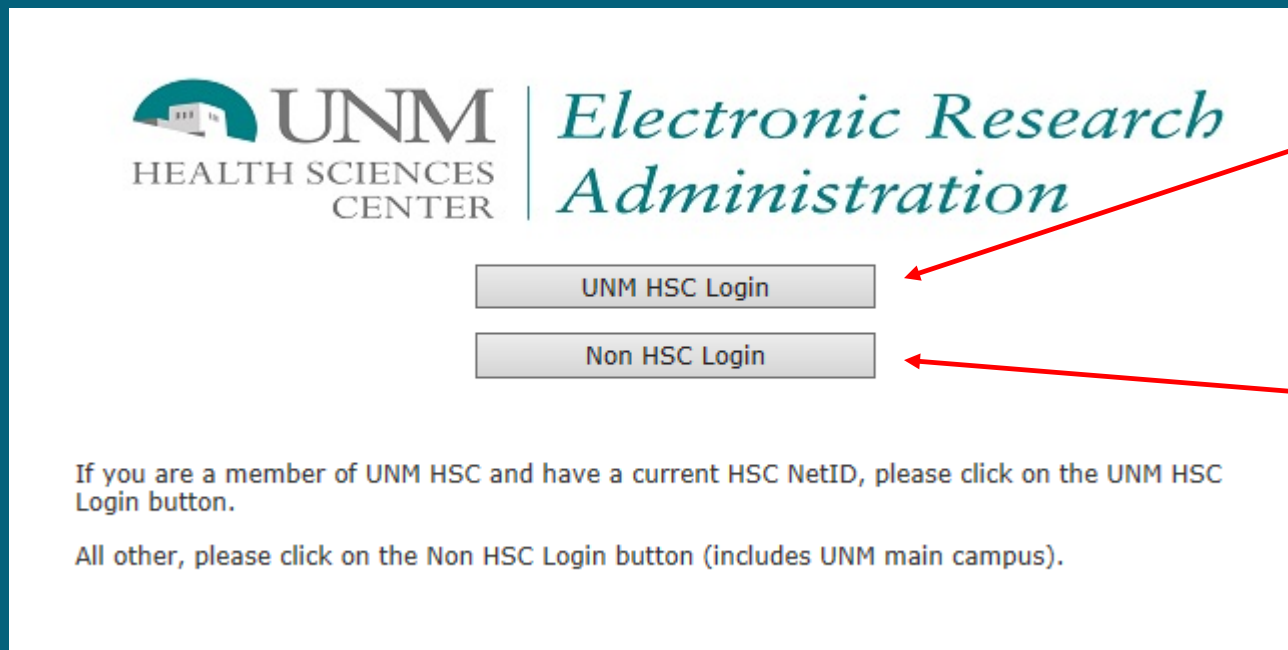 UNM
HEALTH SCIENCES
CENTER
Electronic Research
Administration
UNM HSC Login
Non HSC Login
If you are a member of UNM HSC and have a current HSC NetID, please click on the UNM HSC
Login button.
All other, please click on the Non HSC Login button (includes UNM main campus).